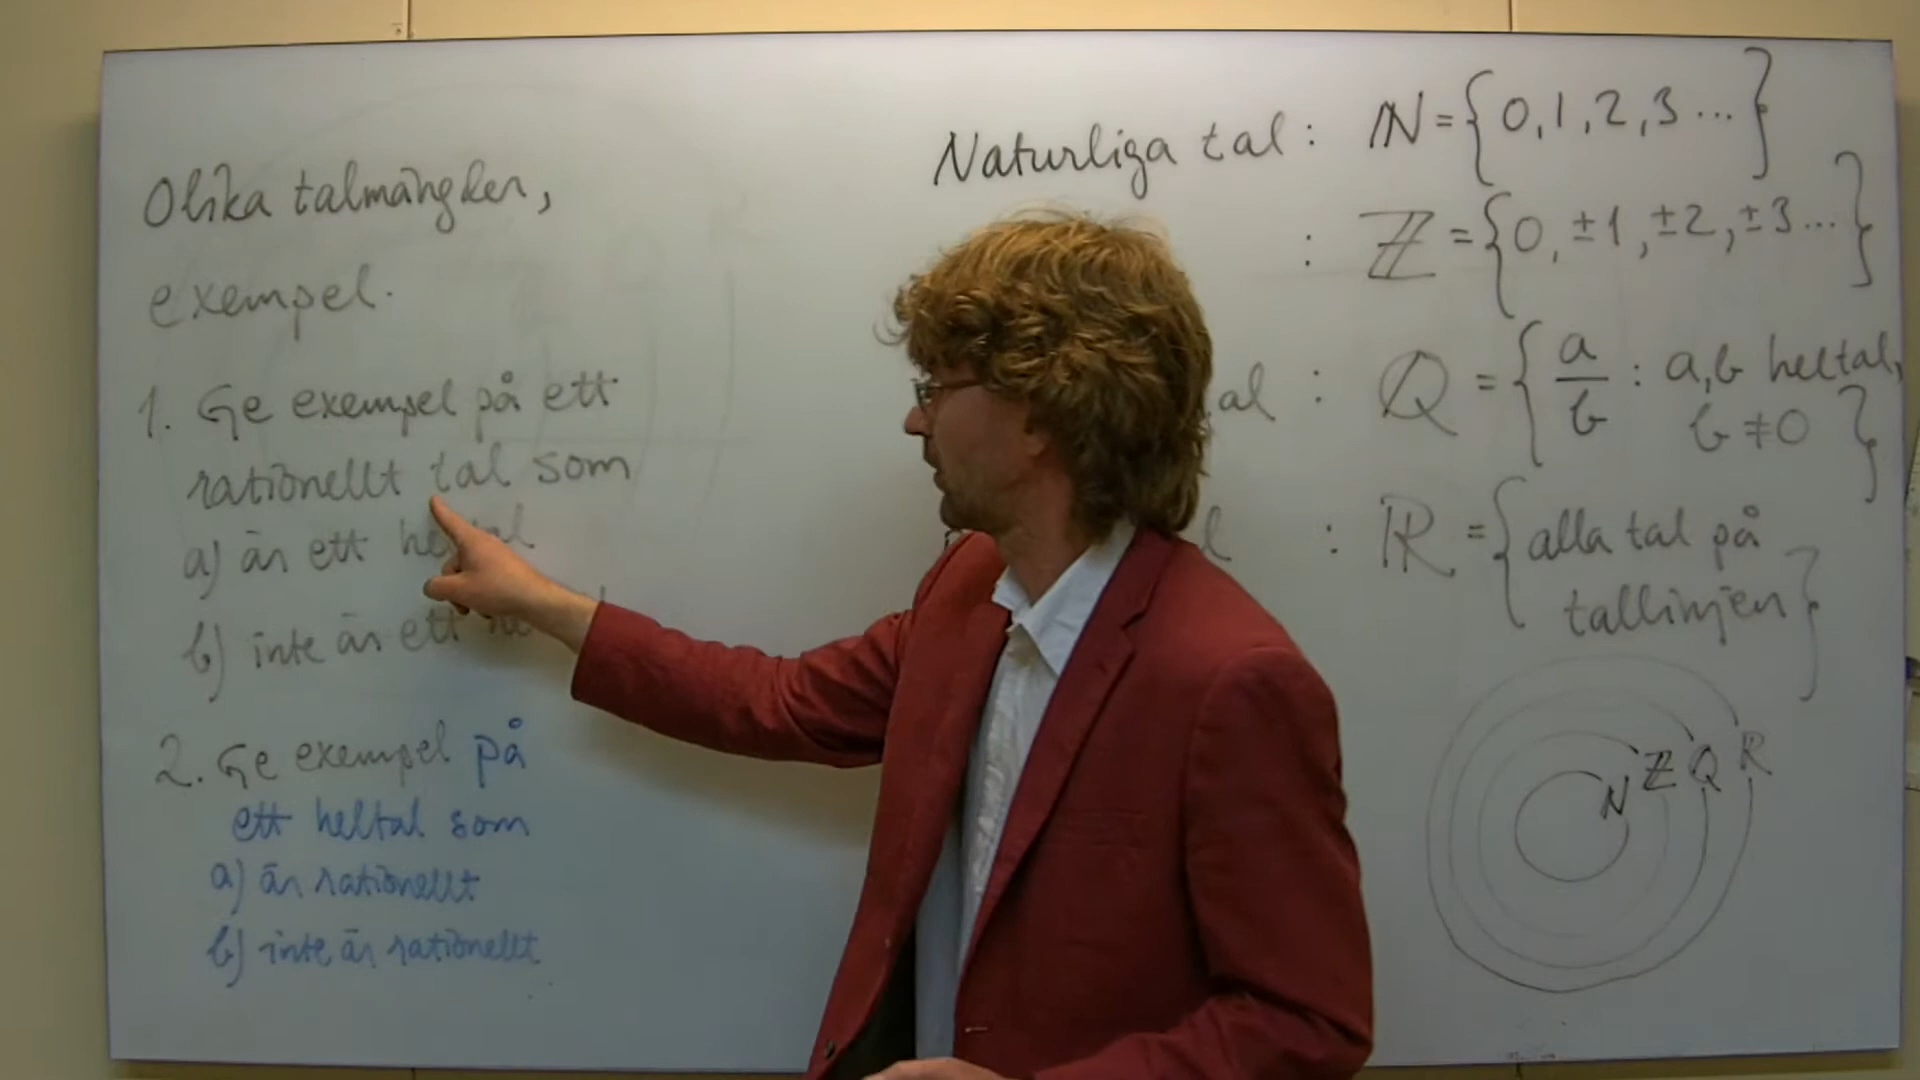 Olika talmängder,
exempel.
1. Ge exempel på ett
rationellt tal som
a) är ett heltal
b) inte är ett
2. Ge exempel på
ett heltal som
a) är rationellt
b) inte är rationellt
Naturliga tal : ℕ = {0, 1, 2, 3 ...}
: ℤ = {0, ±1, ±2, ±3 ...}
al : ℚ = {a/b : a, b heltal,
b ≠ 0}
l : ℝ = {alla tal på
tallinjen}
N Z Q R